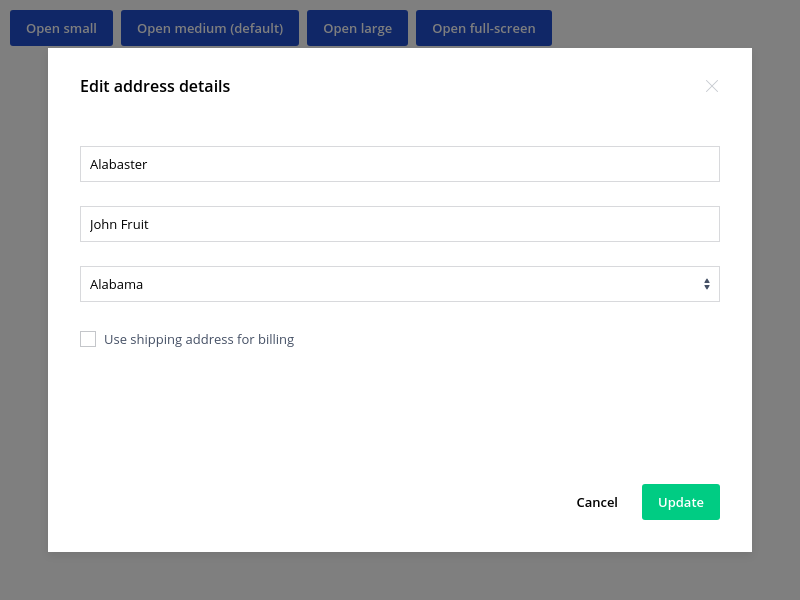 Open small Open medium (default) Open large Open full-screen
Edit address details
Alabaster
John Fruit
Alabama
Use shipping address for billing
Cancel Update